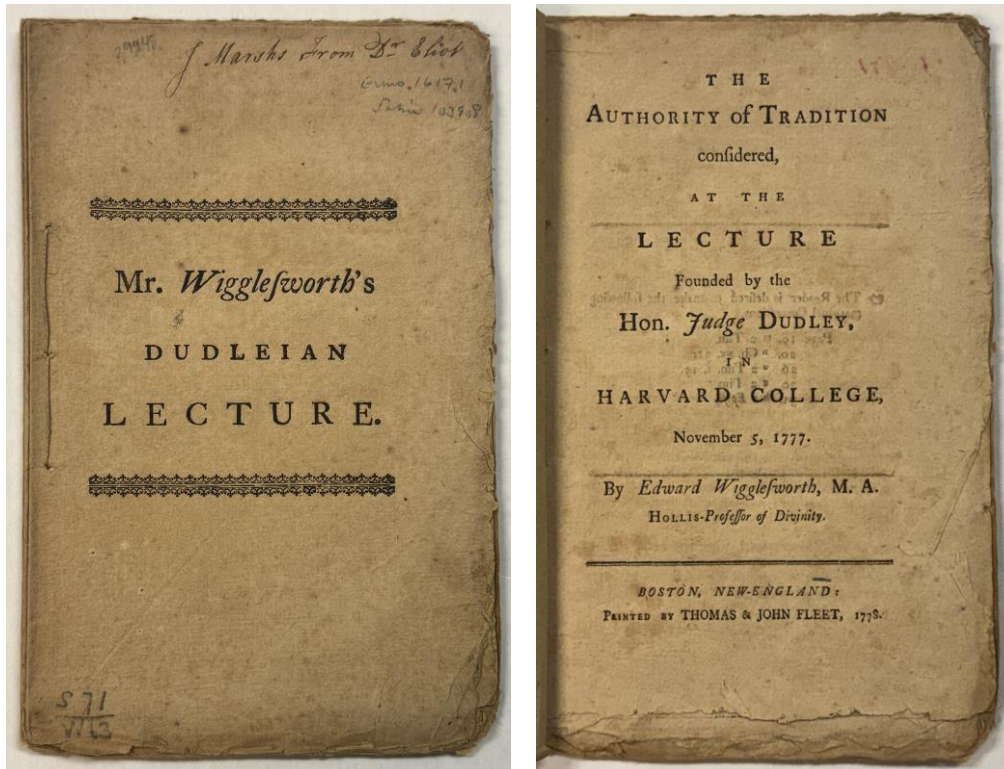 J Marshs From Dr Eliot
Mr. Wiggleſworth's
DUDLEIAN
LECTURE.
S 71
THE
AUTHORITY of TRADITION
conſidered,
AT THE
LECTURE
Founded by the
Hon. Judge DUDLEY,
IN
HARVARD COLLEGE,
November 5, 1777.
By Edward Wiggleſworth, M. A.
HOLLIS-Profeſſor of Divinity.
BOSTON, NEW-ENGLAND:
PRINTED BY THOMAS & JOHN FLEET, 1778.